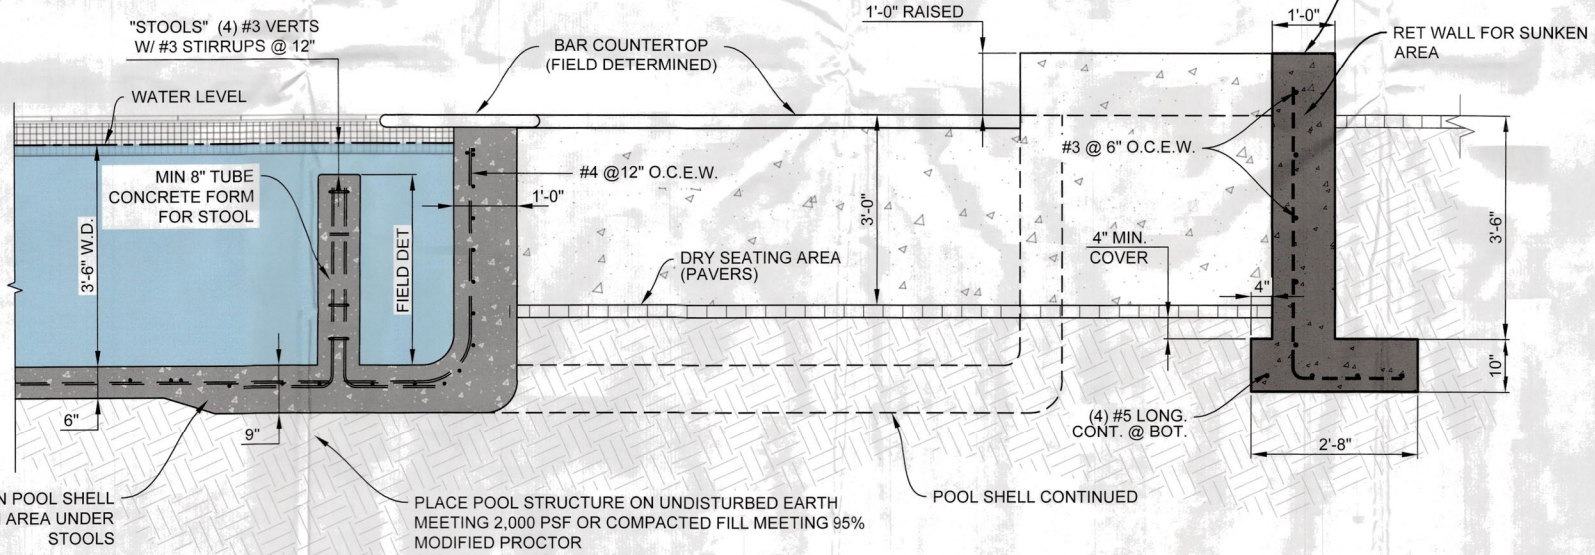 "STOOLS" (4) #3 VERTS
W/ #3 STIRRUPS @ 12"
WATER LEVEL
BAR COUNTERTOP
(FIELD DETERMINED)
1'-0" RAISED
1'-0"
RET WALL FOR SUNKEN
AREA
MIN 8" TUBE
CONCRETE FORM
FOR STOOL
#4 @12" O.C.E.W.
1'-0"
#3 @ 6" O.C.E.W.
3'-6" W.D.
FIELD DET
3'-0"
3'-6"
DRY SEATING AREA
(PAVERS)
4" MIN.
COVER
4"
10"
6"
9"
(4) #5 LONG.
CONT. @ BOT.
2'-8"
POOL SHELL
AREA UNDER
STOOLS
PLACE POOL STRUCTURE ON UNDISTURBED EARTH
MEETING 2,000 PSF OR COMPACTED FILL MEETING 95%
MODIFIED PROCTOR
POOL SHELL CONTINUED